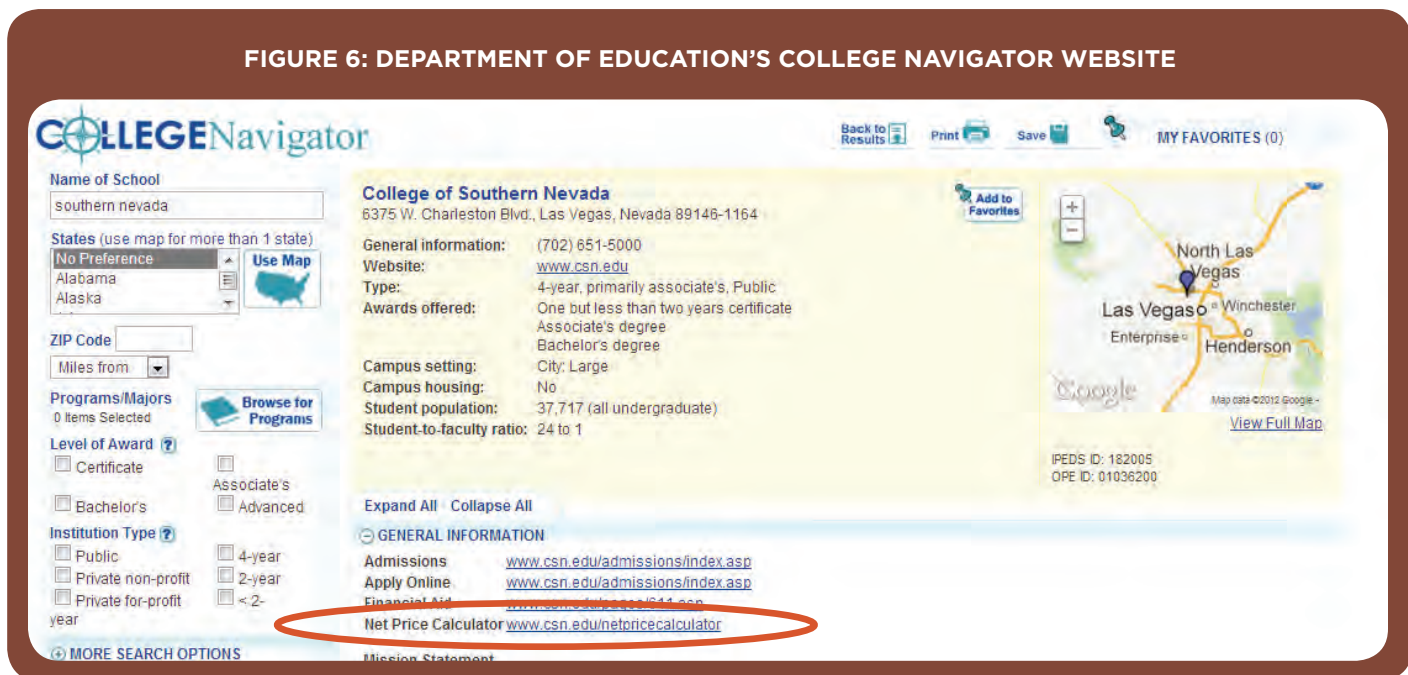 FIGURE 6: DEPARTMENT OF EDUCATION'S COLLEGE NAVIGATOR WEBSITE
COLLEGENavigator
Back to Results
Print
Save
MY FAVORITES (0)
Name of School
southern nevada
States (use map for more than 1 state)
No Preference
Alabama
Alaska
Use Map
ZIP Code
Miles from
Programs/Majors
0 Items Selected
Browse for Programs
Level of Award ?
Certificate
Associate's
Bachelor's
Advanced
Institution Type ?
Public
4-year
Private non-profit
2-year
Private for-profit
< 2-
year
MORE SEARCH OPTIONS
College of Southern Nevada
6375 W. Charleston Blvd., Las Vegas, Nevada 89146-1164
Add to Favorites
General information: (702) 651-5000
Website: www.csn.edu
Type: 4-year, primarily associate's, Public
Awards offered: One but less than two years certificate
Associate's degree
Bachelor's degree
Campus setting: City: Large
Campus housing: No
Student population: 37,717 (all undergraduate)
Student-to-faculty ratio: 24 to 1
+
−
North Las
Vegas
Las Vegas
Winchester
Enterprise
Henderson
Google
Map data ©2012 Google -
View Full Map
IPEDS ID: 182005
OPE ID: 01036200
Expand All Collapse All
GENERAL INFORMATION
Admissions www.csn.edu/admissions/index.asp
Apply Online www.csn.edu/admissions/index.asp
Financial Aid www.csn.edu/pages/611.asp
Net Price Calculator www.csn.edu/netpricecalculator
Mission Statement